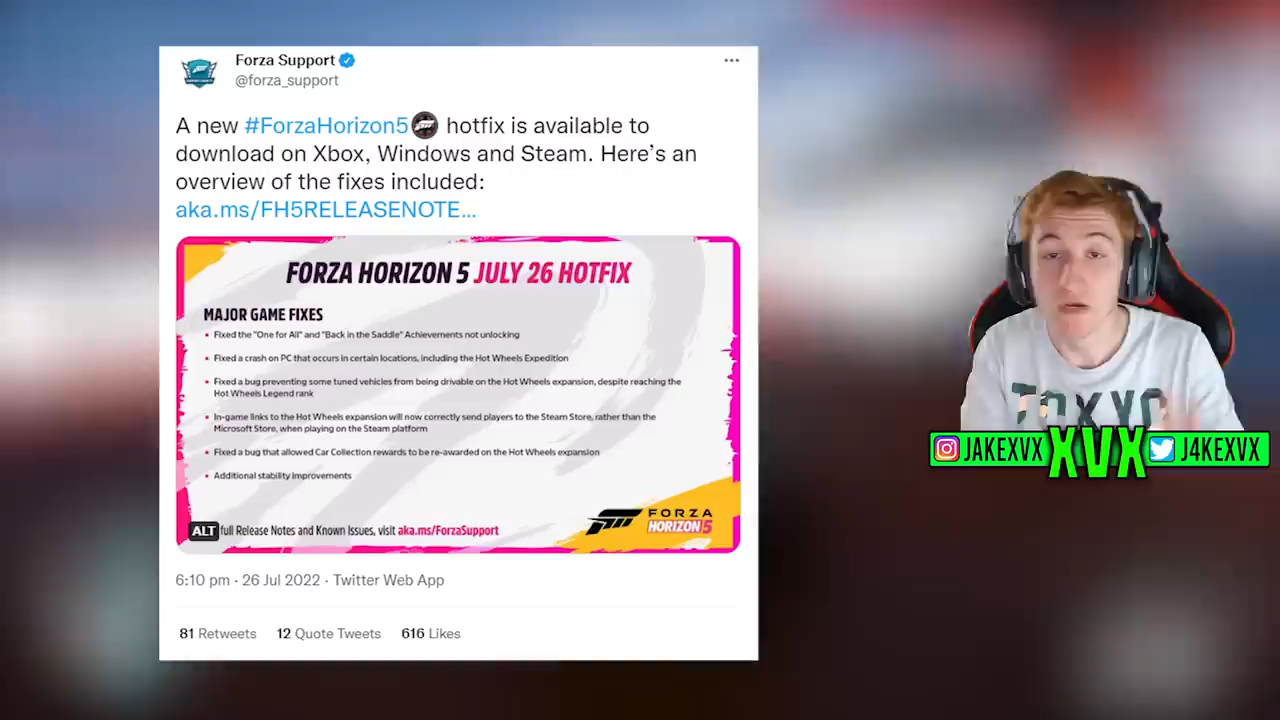 Forza Support
@forza_support
A new #ForzaHorizon5 hotfix is available to
download on Xbox, Windows and Steam. Here's an
overview of the fixes included:
aka.ms/FH5RELEASENOTE...
FORZA HORIZON 5 JULY 26 HOTFIX
MAJOR GAME FIXES
Fixed the "One for All" and "Back in the Saddle" Achievements not unlocking
Fixed a crash on PC that occurs in certain locations, including the Hot Wheels Expedition
Fixed a bug preventing some tuned vehicles from being drivable on the Hot Wheels expansion, despite reaching the
Hot Wheels Legend rank
In-game links to the Hot Wheels expansion will now correctly send players to the Steam Store, rather than the
Microsoft Store, when playing on the Steam platform
Fixed a bug that allowed Car Collection rewards to be re-awarded on the Hot Wheels expansion
Additional stability improvements
ALT full Release Notes and Known Issues, visit aka.ms/ForzaSupport
FORZA
HORIZON 5
6:10 pm · 26 Jul 2022 · Twitter Web App
81 Retweets 12 Quote Tweets 616 Likes
TOKYO
JAKEXVX XVX J4KEXVX